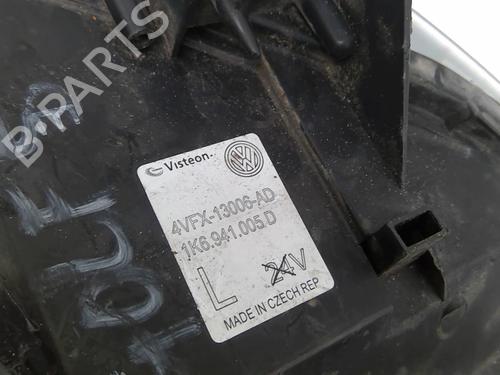 Visteon
4VFX-13006-AD
1K6.941.005 D
L 24V
MADE IN CZECH REP
B-PARTS